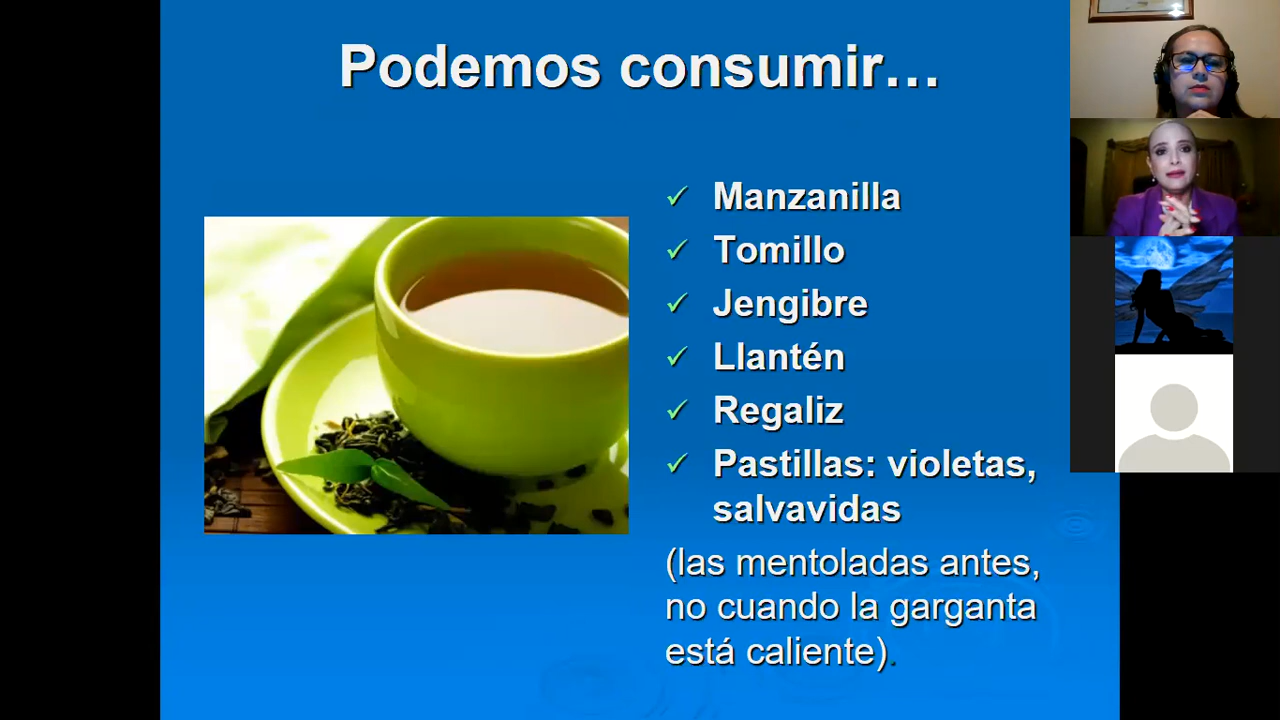 Podemos consumir…
Manzanilla
Tomillo
Jengibre
Llantén
Regaliz
Pastillas: violetas,
salvavidas
(las mentoladas antes,
no cuando la garganta
está caliente).